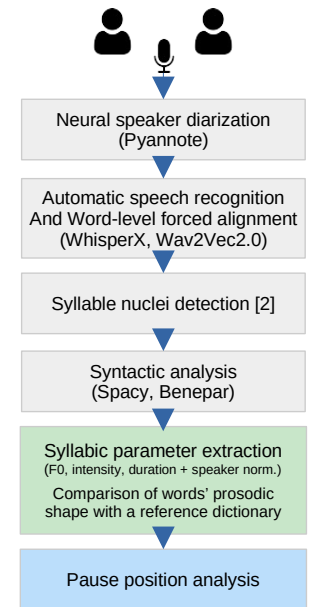 Neural speaker diarization
(Pyannote)
Automatic speech recognition
And Word-level forced alignment
(WhisperX, Wav2Vec2.0)
Syllable nuclei detection [2]
Syntactic analysis
(Spacy, Benepar)
Syllabic parameter extraction
(F0, intensity, duration + speaker norm.)
Comparison of words' prosodic
shape with a reference dictionary
Pause position analysis